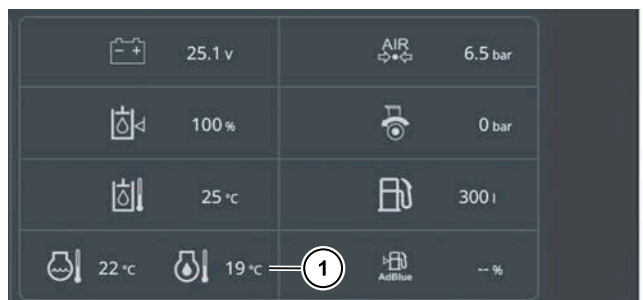 25.1 v
AIR
6.5 bar
100 %
0 bar
25 °C
300 l
22 °C
19 °C
1
AdBlue
-- %